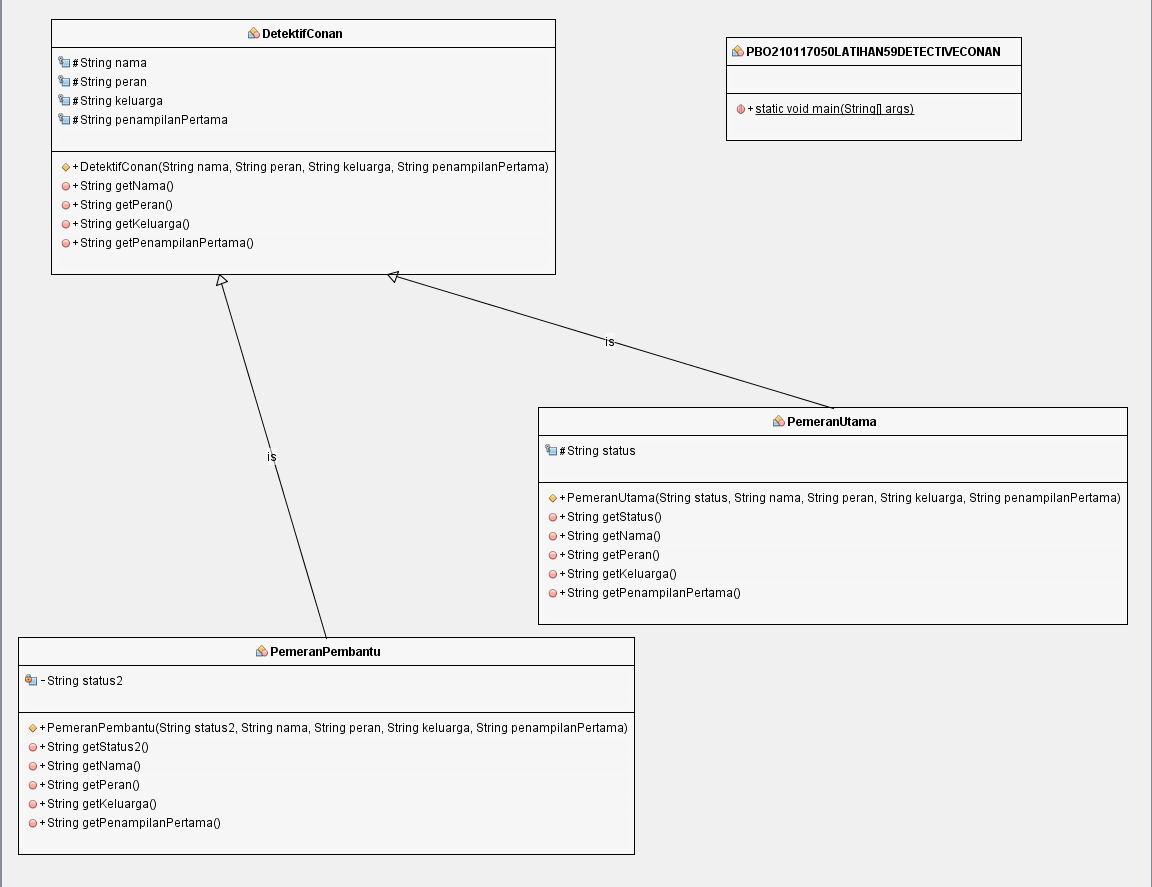 DetektifConan
#String nama
#String peran
#String keluarga
#String penampilanPertama
+DetektifConan(String nama, String peran, String keluarga, String penampilanPertama)
+String getNama()
+String getPeran()
+String getKeluarga()
+String getPenampilanPertama()
PBO210117050LATIHAN59DETECTIVECONAN
+static void main(String[] args)
is
is
PemeranUtama
#String status
+PemeranUtama(String status, String nama, String peran, String keluarga, String penampilanPertama)
+String getStatus()
+String getNama()
+String getPeran()
+String getKeluarga()
+String getPenampilanPertama()
PemeranPembantu
-String status2
+PemeranPembantu(String status2, String nama, String peran, String keluarga, String penampilanPertama)
+String getStatus2()
+String getNama()
+String getPeran()
+String getKeluarga()
+String getPenampilanPertama()